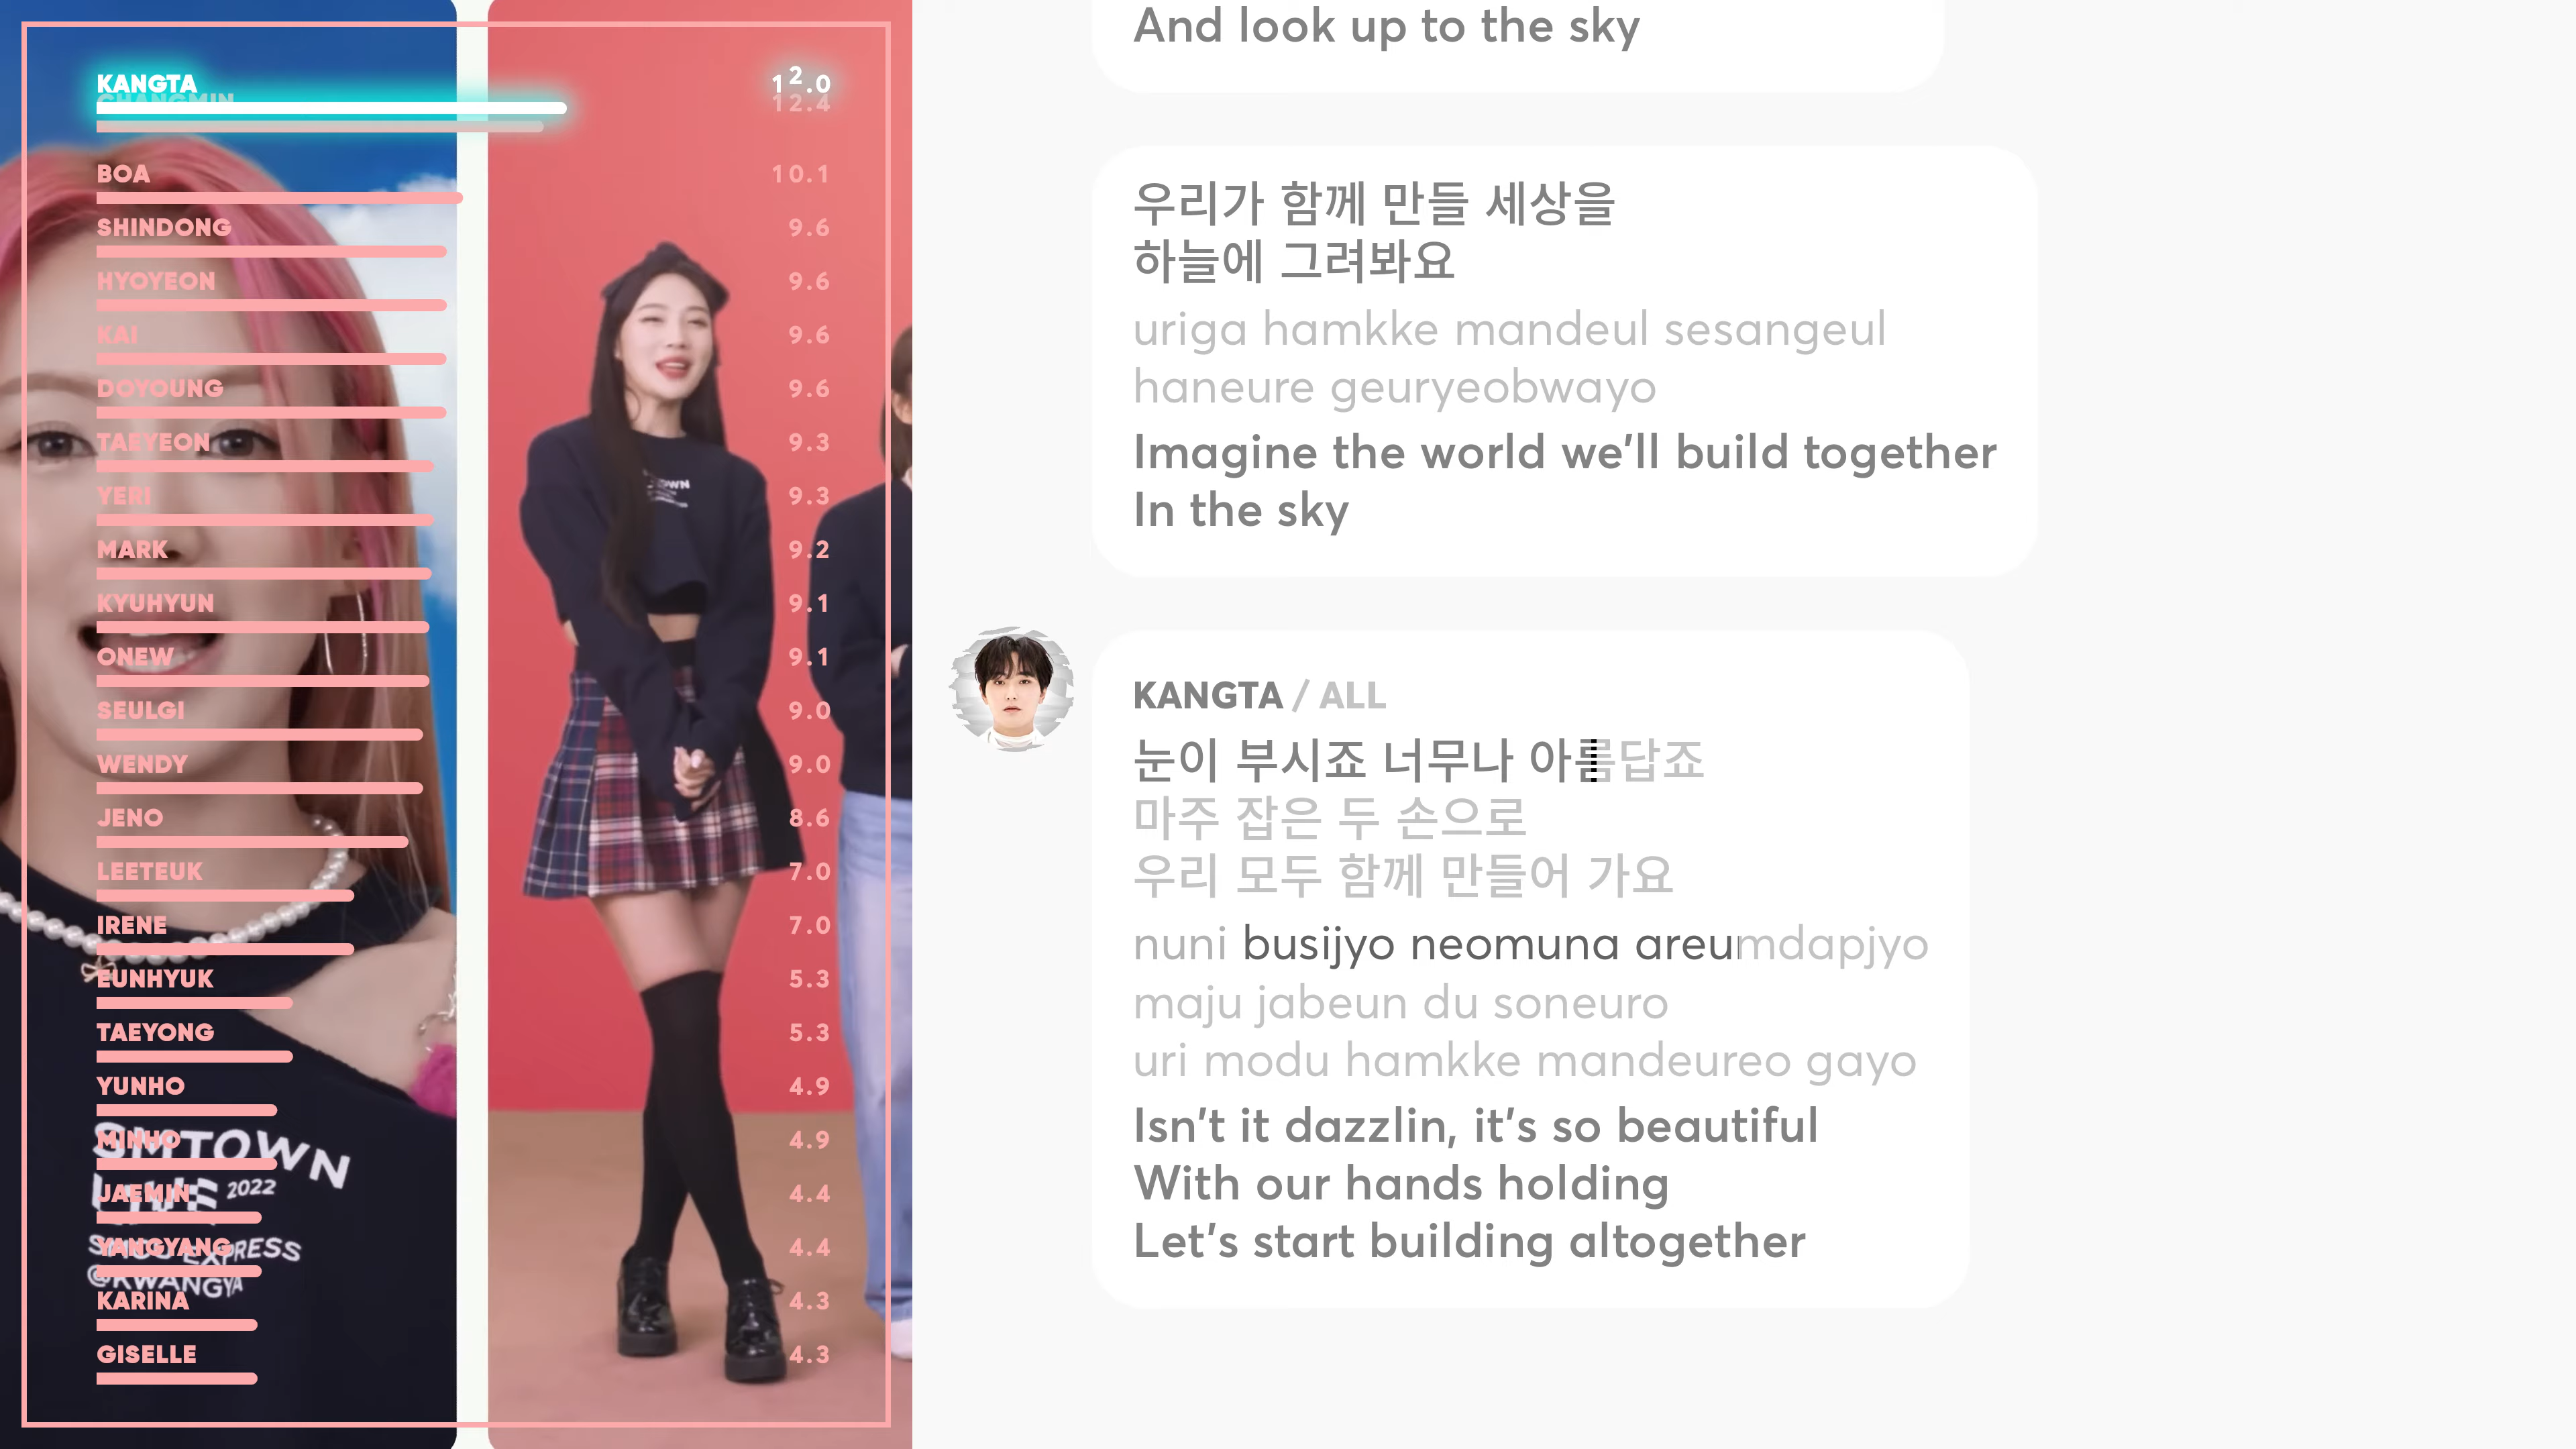 KANGTA
12.0
CHANGMIN
12.4
BOA
10.1
SHINDONG
9.6
HYOYEON
9.6
KAI
9.6
DOYOUNG
9.6
TAEYEON
9.3
YERI
9.3
MARK
9.2
KYUHYUN
9.1
ONEW
9.1
SEULGI
9.0
WENDY
9.0
JENO
8.6
LEETEUK
7.0
IRENE
7.0
EUNHYUK
5.3
TAEYONG
5.3
YUNHO
4.9
MINHO
4.9
JAEMIN
4.4
YANGYANG
4.4
KARINA
4.3
GISELLE
4.3
SMTOWN
LIVE 2022
EXPRESS
@KWANGYA
And look up to the sky
우리가 함께 만들 세상을
하늘에 그려봐요
uriga hamkke mandeul sesangeul
haneure geuryeobwayo
Imagine the world we'll build together
In the sky
KANGTA / ALL
눈이 부시죠 너무나 아름답죠
마주 잡은 두 손으로
우리 모두 함께 만들어 가요
nuni busijyo neomuna areumdapjyo
maju jabeun du soneuro
uri modu hamkke mandeureo gayo
Isn't it dazzlin, it's so beautiful
With our hands holding
Let's start building altogether